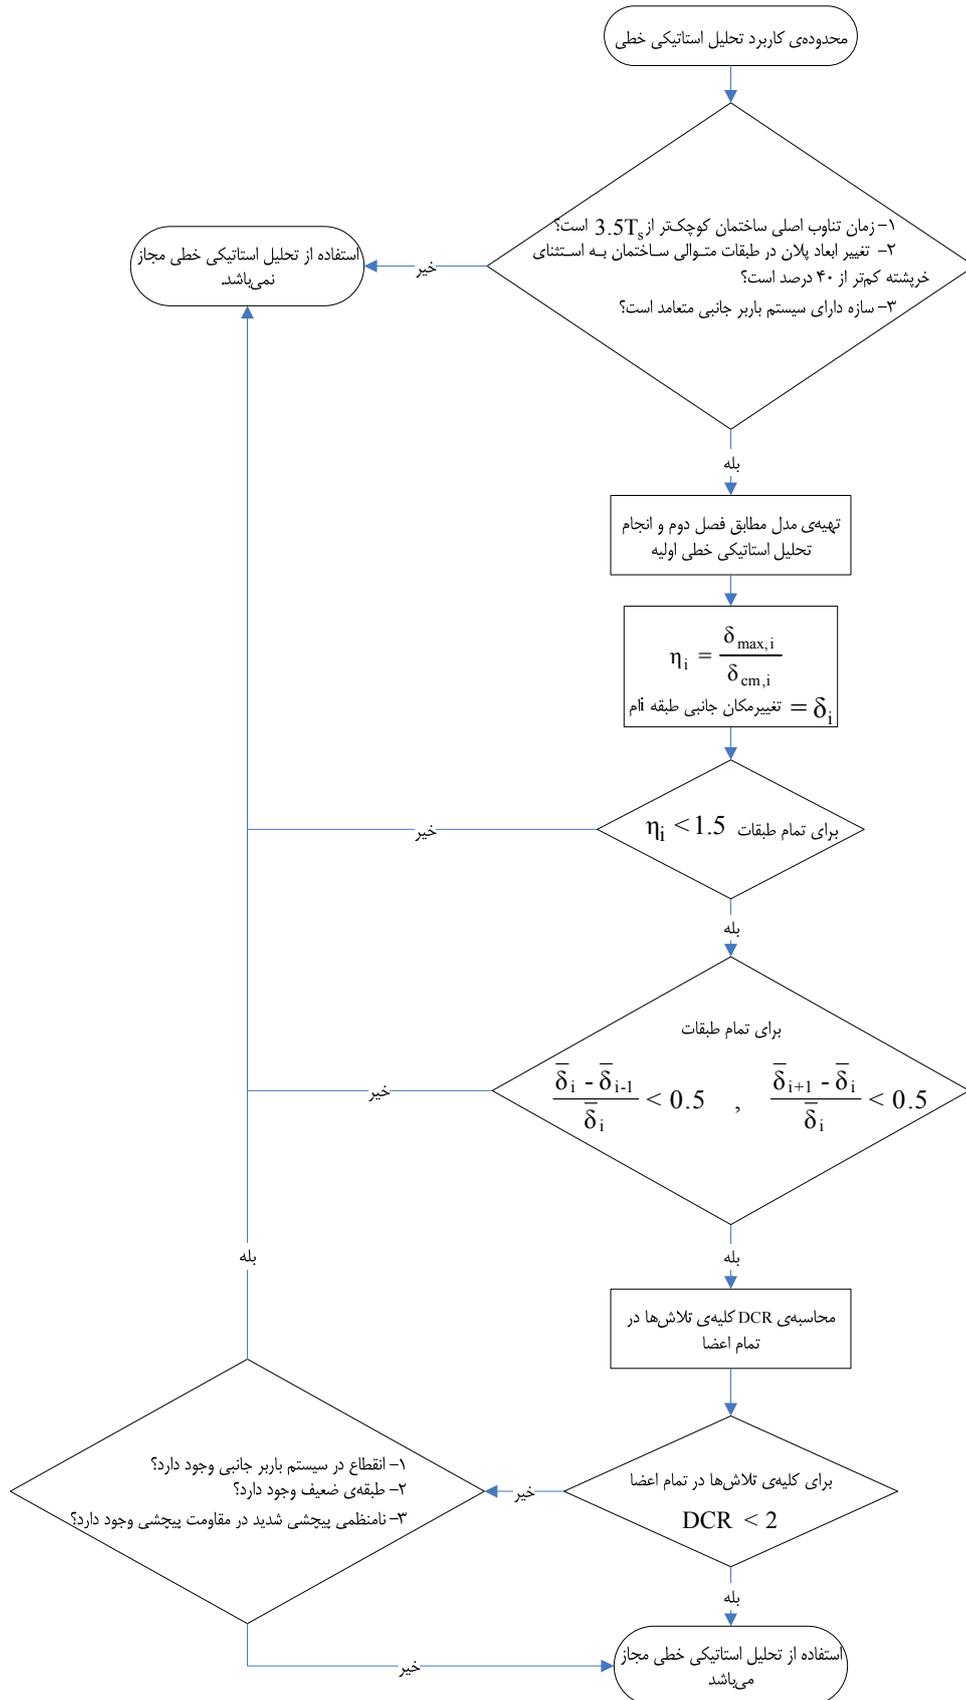 محدوده‌ی کاربرد تحلیل استاتیکی خطی
۱- زمان تناوب اصلی ساختمان کوچک‌تر از 3.5Ts است؟
۲- تغییر ابعاد پلان در طبقات متوالی ساختمان به استثنای
خرپشته کم‌تر از ۴۰ درصد است؟
۳- سازه دارای سیستم باربر جانبی متعامد است؟
خیر
استفاده از تحلیل استاتیکی خطی مجاز
نمی‌باشد.
بله
تهیه‌ی مدل مطابق فصل دوم و انجام
تحلیل استاتیکی خطی اولیه
ηi = δmax,i / δcm,i
δi = تغییرمکان جانبی طبقه iام
برای تمام طبقات ηi < 1.5
خیر
بله
برای تمام طبقات
(δ̅i - δ̅i-1) / δ̅i < 0.5 , (δ̅i+1 - δ̅i) / δ̅i < 0.5
خیر
بله
بله
محاسبه‌ی DCR کلیه‌ی تلاش‌ها در
تمام اعضا
برای کلیه‌ی تلاش‌ها در تمام اعضا
DCR < 2
خیر
۱- انقطاع در سیستم باربر جانبی وجود دارد؟
۲- طبقه‌ی ضعیف وجود دارد؟
۳- نامنظمی پیچشی شدید در مقاومت پیچشی وجود دارد؟
بله
خیر
استفاده از تحلیل استاتیکی خطی مجاز
می‌باشد